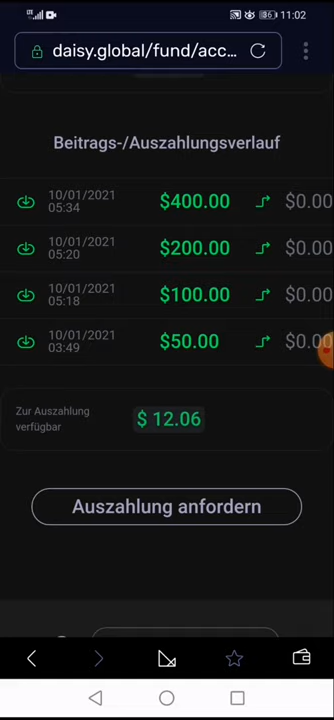 11:02
daisy.global/fund/acc...
Beitrags-/Auszahlungsverlauf
10/01/2021 05:34 $400.00 $0.00
10/01/2021 05:20 $200.00 $0.00
10/01/2021 05:18 $100.00 $0.00
10/01/2021 03:49 $50.00 $0.00
Zur Auszahlung verfügbar $ 12.06
Auszahlung anfordern